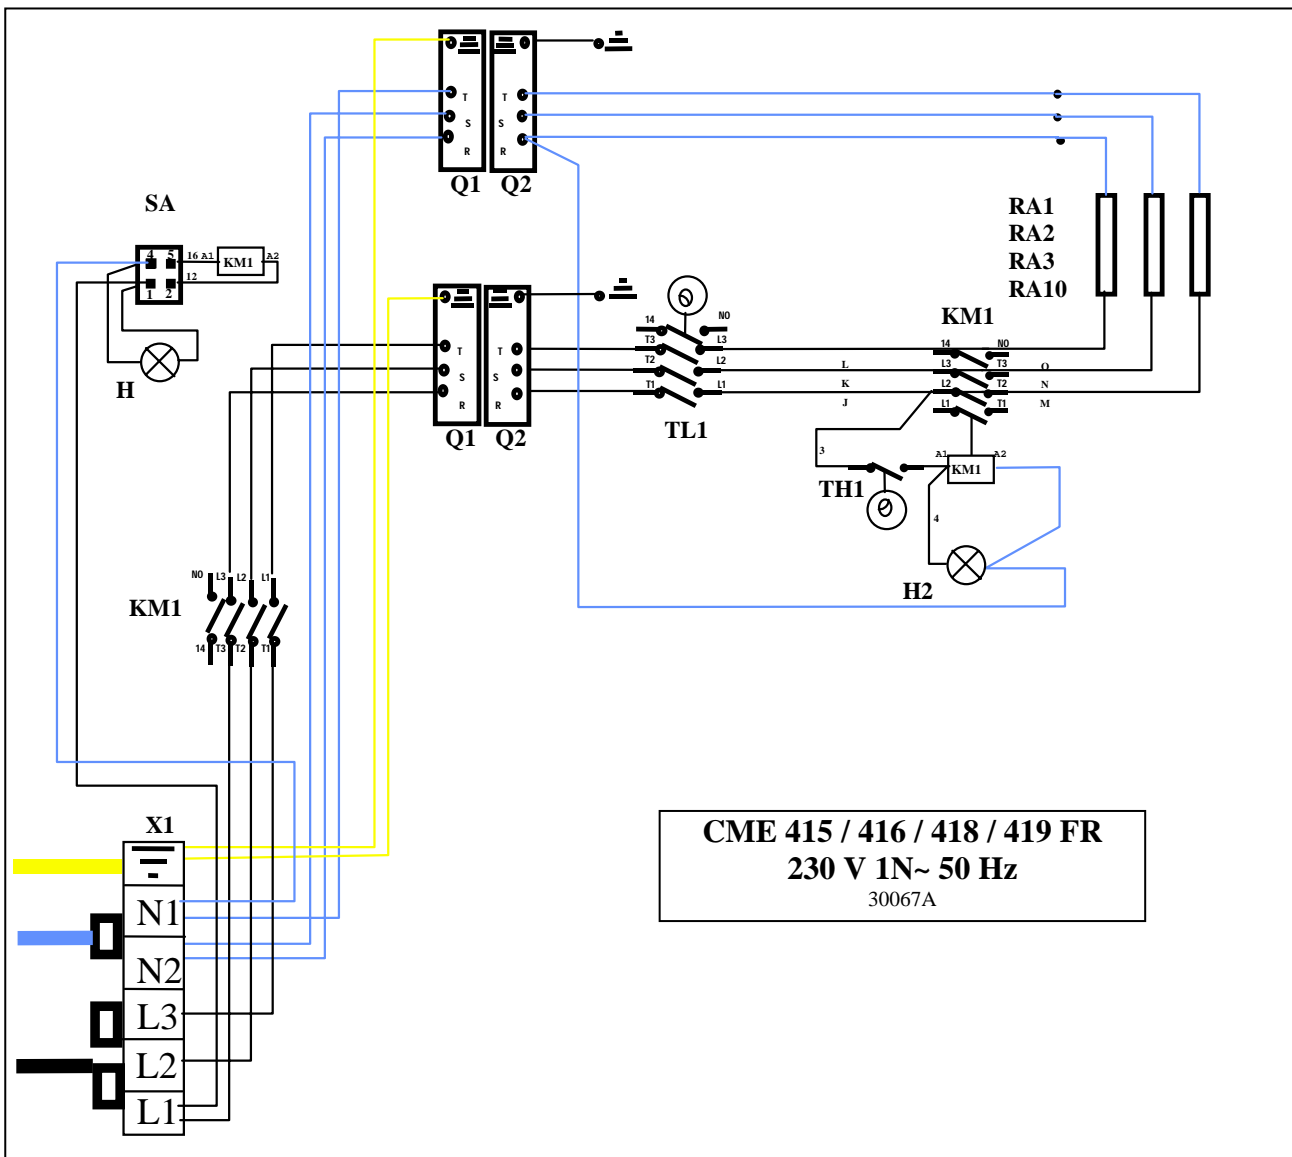 T T
S S
R R
Q1 Q2
SA
4 5 16 A1 KM1 A2
1 2 12
H
RA1
RA2
RA3
RA10
T T
S S
R R
Q1 Q2
14 NO
T3 L3
T2 L2
T1 L1
TL1
L
K
J
KM1
14 NO
L3 T3 O
L2 T2 N
L1 T1 M
3
A1 KM1 A2
TH1
4
H2
NO L3 L2 L1
KM1
14 T3 T2 T1
X1
N1
N2
L3
L2
L1
CME 415 / 416 / 418 / 419 FR
230 V 1N~ 50 Hz
30067A